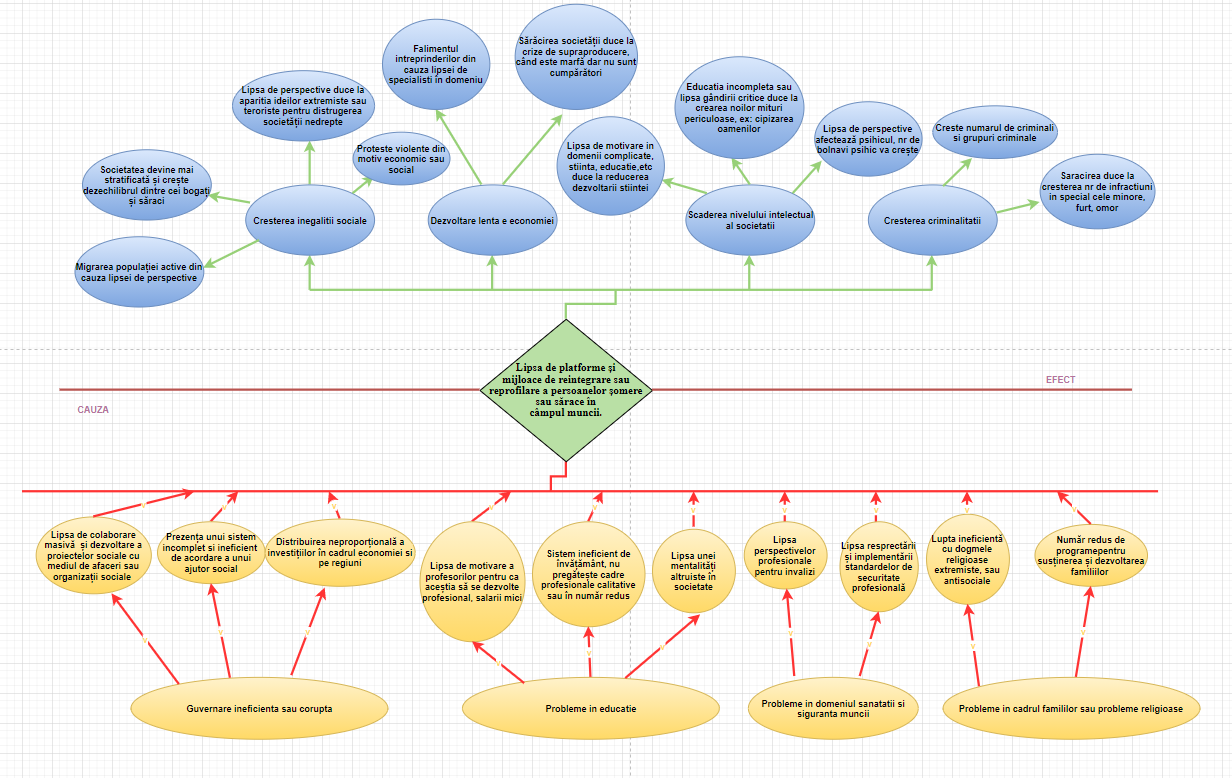 Sărăcirea societății duce la
crize de supraproducere,
când este marfă dar nu sunt
cumpărători
Falimentul
intreprinderilor din
cauza lipsei de
specialisti în domeniu
Lipsa de perspective duce la
aparitia ideilor extremiste sau
teroriste pentru distrugerea
societății nedrepte
Educatia incompleta sau
lipsa gândirii critice duce la
crearea noilor mituri
periculoase, ex: cipizarea
oamenilor
Lipsa de perspective
afectează psihicul, nr de
bolnavi psihic va crește
Creste numarul de criminali
si grupuri criminale
Proteste violente din
motiv economic sau
social
Lipsa de motivare in
domenii complicate,
stiinta, educatie,etc
duce la reducerea
dezvoltarii stiintei
Societatea devine mai
stratificată și crește
dezechilibrul dintre cei bogați
și săraci
Saracirea duce la
cresterea nr de infractiuni
in special cele minore,
furt, omor
Cresterea inegalitii sociale
Dezvoltare lenta e economiei
Scaderea nivelului intelectual
al societatii
Cresterea criminalitatii
Migrarea populației active din
cauza lipsei de perspective
Lipsa de platforme și
mijloace de reintegrare sau
reprofilare a persoanelor șomere
sau sărace în
câmpul muncii.
EFECT
CAUZA
Lipsa de colaborare
masivă și dezvoltare a
proiectelor sociale cu
mediul de afaceri sau
organizații sociale
Prezența unui sistem
incomplet si ineficient
de acordare a unui
ajutor social
Distribuirea neproporțională a
investițiilor în cadrul economiei si
pe regiuni
Lipsa de motivare a
profesorilor pentru ca
aceștia să se dezvolte
profesional, salarii mici
Sistem ineficient de
învățământ, nu
pregătește cadre
profesionale calitative
sau în număr redus
Lipsa unei
mentalități
altruiste în
societate
Lipsa
perspectivelor
profesionale
pentru invalizi
Lipsa resprectării
și implementării
standardelor de
securitate
profesională
Lupta ineficientă
cu dogmele
religioase
extremiste, sau
antisociale
Număr redus de
programepentru
susținerea și dezvoltarea
familiilor
Guvernare ineficienta sau corupta
Probleme in educatie
Probleme in domeniul sanatatii si
siguranta muncii
Probleme in cadrul famililor sau probleme religioase